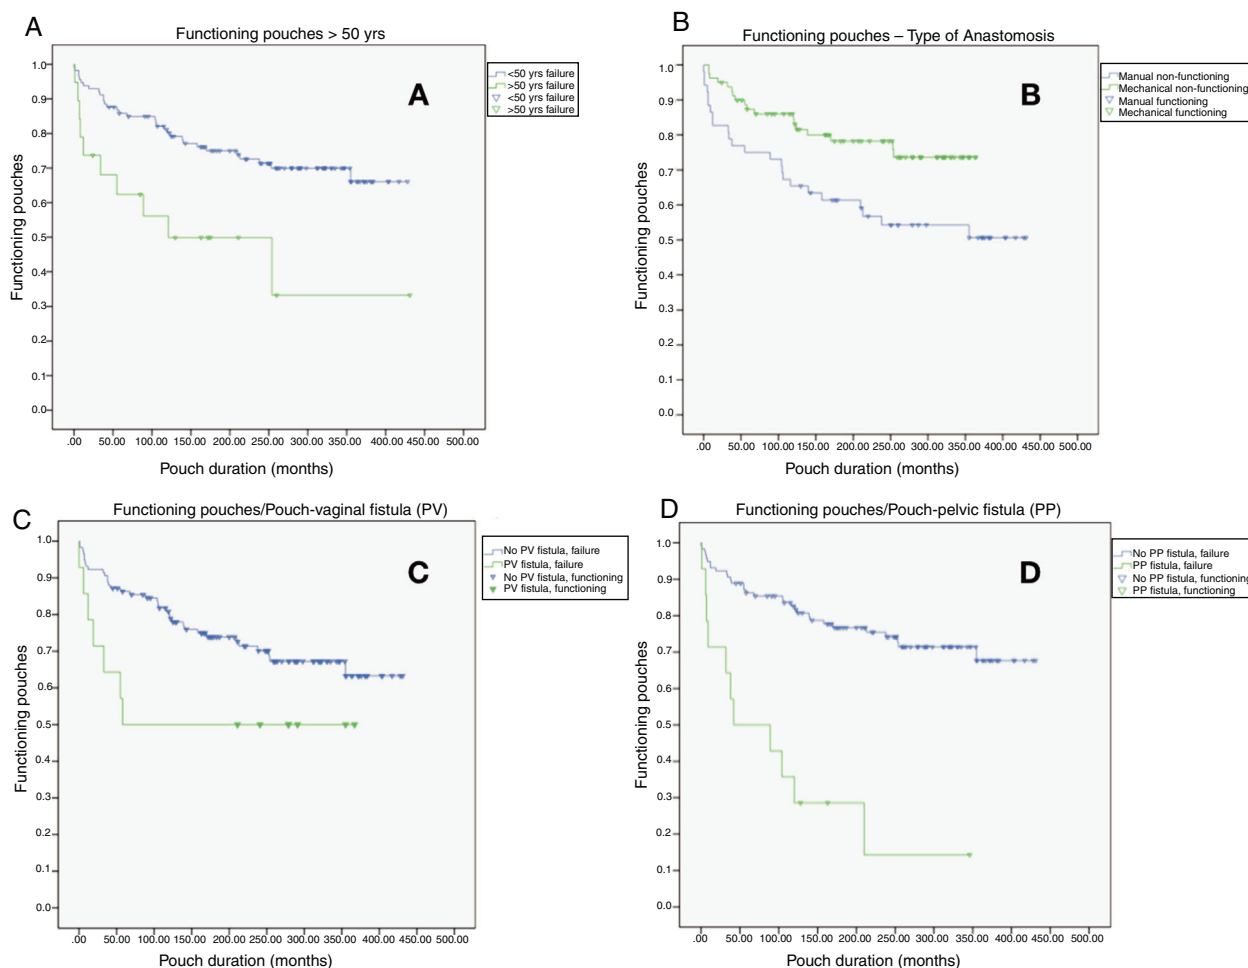 A
Functioning pouches > 50 yrs
1.0
0.9
0.8
0.7
0.6
0.5
0.4
0.3
0.2
0.1
0.0
Functioning pouches
A
<50 yrs failure
>50 yrs failure
<50 yrs failure
>50 yrs failure
.00 50.00 100.00 150.00 200.00 250.00 300.00 350.00 400.00 450.00 500.00
Pouch duration (months)
B
Functioning pouches – Type of Anastomosis
1.0
0.9
0.8
0.7
0.6
0.5
0.4
0.3
0.2
0.1
0.0
Functioning pouches
B
Manual non-functioning
Mechanical non-functioning
Manual functioning
Mechanical functioning
.00 50.00 100.00 150.00 200.00 250.00 300.00 350.00 400.00 450.00 500.00
Pouch duration (months)
C
Functioning pouches/Pouch-vaginal fistula (PV)
1.0
0.9
0.8
0.7
0.6
0.5
0.4
0.3
0.2
0.1
0.0
Functioning pouches
C
No PV fistula, failure
PV fistula, failure
No PV fistula, functioning
PV fistula, functioning
.00 50.00 100.00 150.00 200.00 250.00 300.00 350.00 400.00 450.00 500.00
Pouch duration (months)
D
Functioning pouches/Pouch-pelvic fistula (PP)
1.0
0.9
0.8
0.7
0.6
0.5
0.4
0.3
0.2
0.1
0.0
Functioning pouches
D
No PP fistula, failure
PP fistula, failure
No PP fistula, functioning
PP fistula, functioning
.00 50.00 100.00 150.00 200.00 250.00 300.00 350.00 400.00 450.00 500.00
Pouch duration (months)